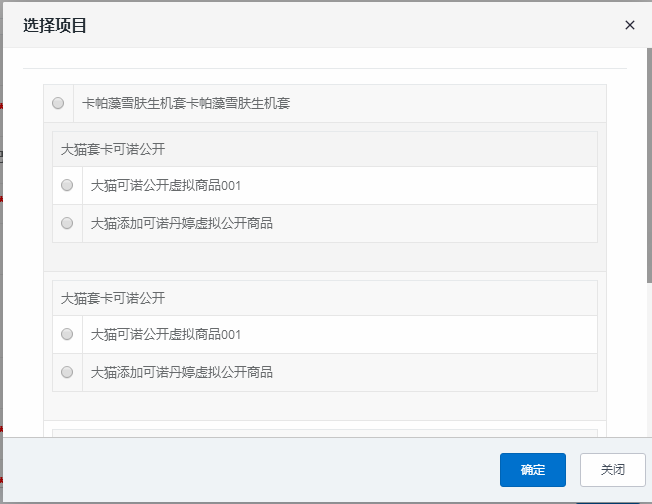 选择项目
×
卡帕藻雪肤生机套卡帕藻雪肤生机套
大猫套卡可诺公开
大猫可诺公开虚拟商品001
大猫添加可诺丹婷虚拟公开商品
大猫套卡可诺公开
大猫可诺公开虚拟商品001
大猫添加可诺丹婷虚拟公开商品
确定
关闭